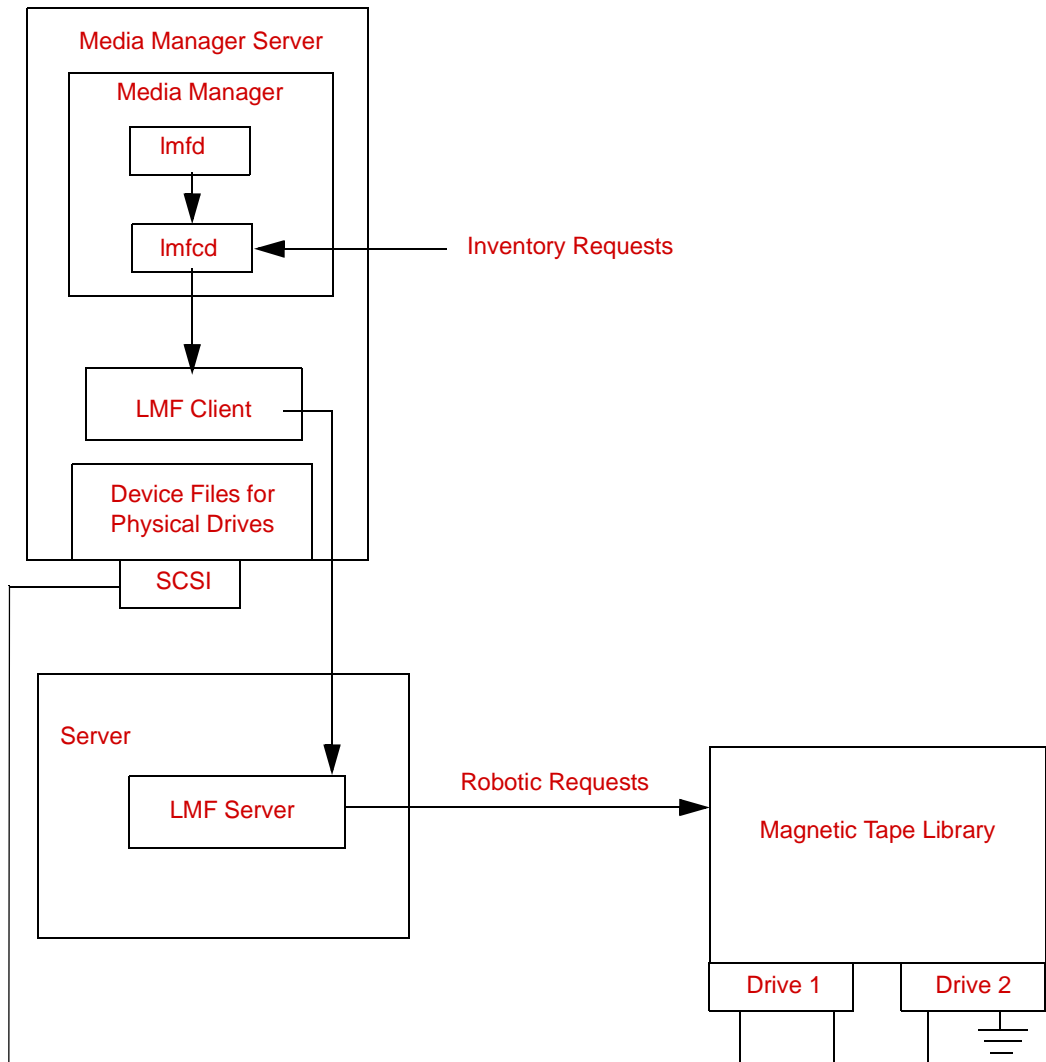 Media Manager Server
Media Manager
lmfd
lmfcd
Inventory Requests
LMF Client
Device Files for
Physical Drives
SCSI
Server
LMF Server
Robotic Requests
Magnetic Tape Library
Drive 1
Drive 2